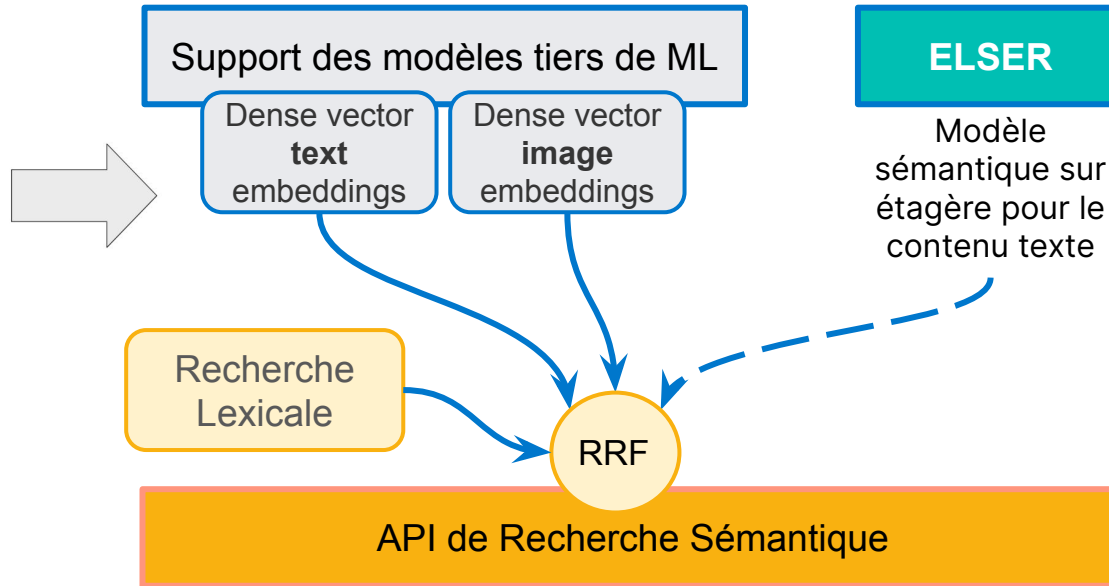 Support des modèles tiers de ML
ELSER
Dense vector
text
embeddings
Dense vector
image
embeddings
Modèle
sémantique sur
étagère pour le
contenu texte
Recherche
Lexicale
RRF
API de Recherche Sémantique